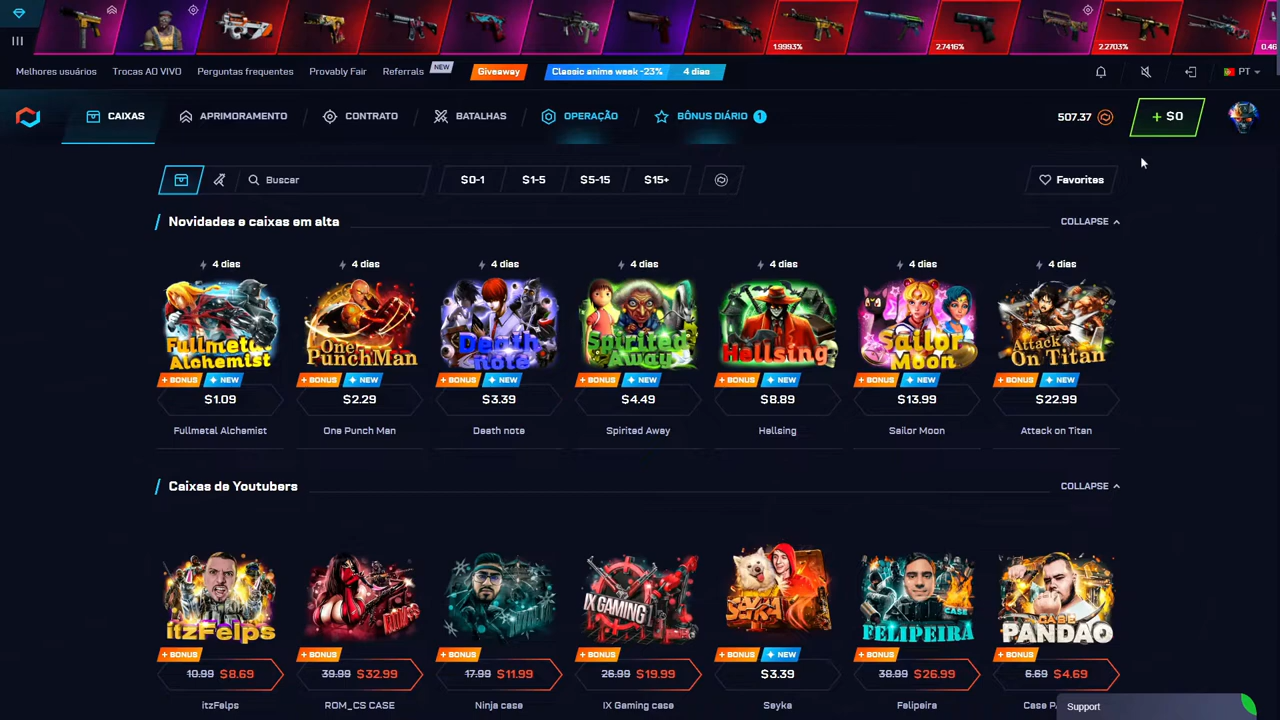 1.9993%
2.7416%
2.2703%
0.46
Melhores usuários
Trocas AO VIVO
Perguntas frequentes
Provably Fair
Referrals
NEW
Giveaway
Classic anime week -23%
4 dias
PT
CAIXAS
APRIMORAMENTO
CONTRATO
BATALHAS
OPERAÇÃO
BÔNUS DIÁRIO
1
507.37
+ $0
Buscar
$0-1
$1-5
$5-15
$15+
Favoritas
Novidades e caixas em alta
COLLAPSE
4 dias
4 dias
4 dias
4 dias
4 dias
4 dias
4 dias
Fullmetal
Alchemist
One
PunchMan
Death
note
Spirited
Away
Hellsing
Sailor
Moon
Attack
On Titan
+ BONUS
NEW
+ BONUS
NEW
+ BONUS
NEW
+ BONUS
NEW
+ BONUS
NEW
+ BONUS
NEW
+ BONUS
NEW
$1.09
$2.29
$3.39
$4.49
$8.89
$13.99
$22.99
Fullmetal Alchemist
One Punch Man
Death note
Spirited Away
Hellsing
Sailor Moon
Attack on Titan
Caixas de Youtubers
COLLAPSE
itzFelps
IX GAMING
SAYKA
CASE
FELIPEIRA
CASE
PANDÃO
+ BONUS
+ BONUS
+ BONUS
+ BONUS
+ BONUS
NEW
+ BONUS
+ BONUS
10.99 $8.69
39.99 $32.99
17.99 $11.99
26.99 $19.99
$3.39
38.99 $26.99
6.69 $4.69
itzFelps
ROM_CS CASE
Ninja case
IX Gaming case
Sayka
Felipeira
Case P
Support